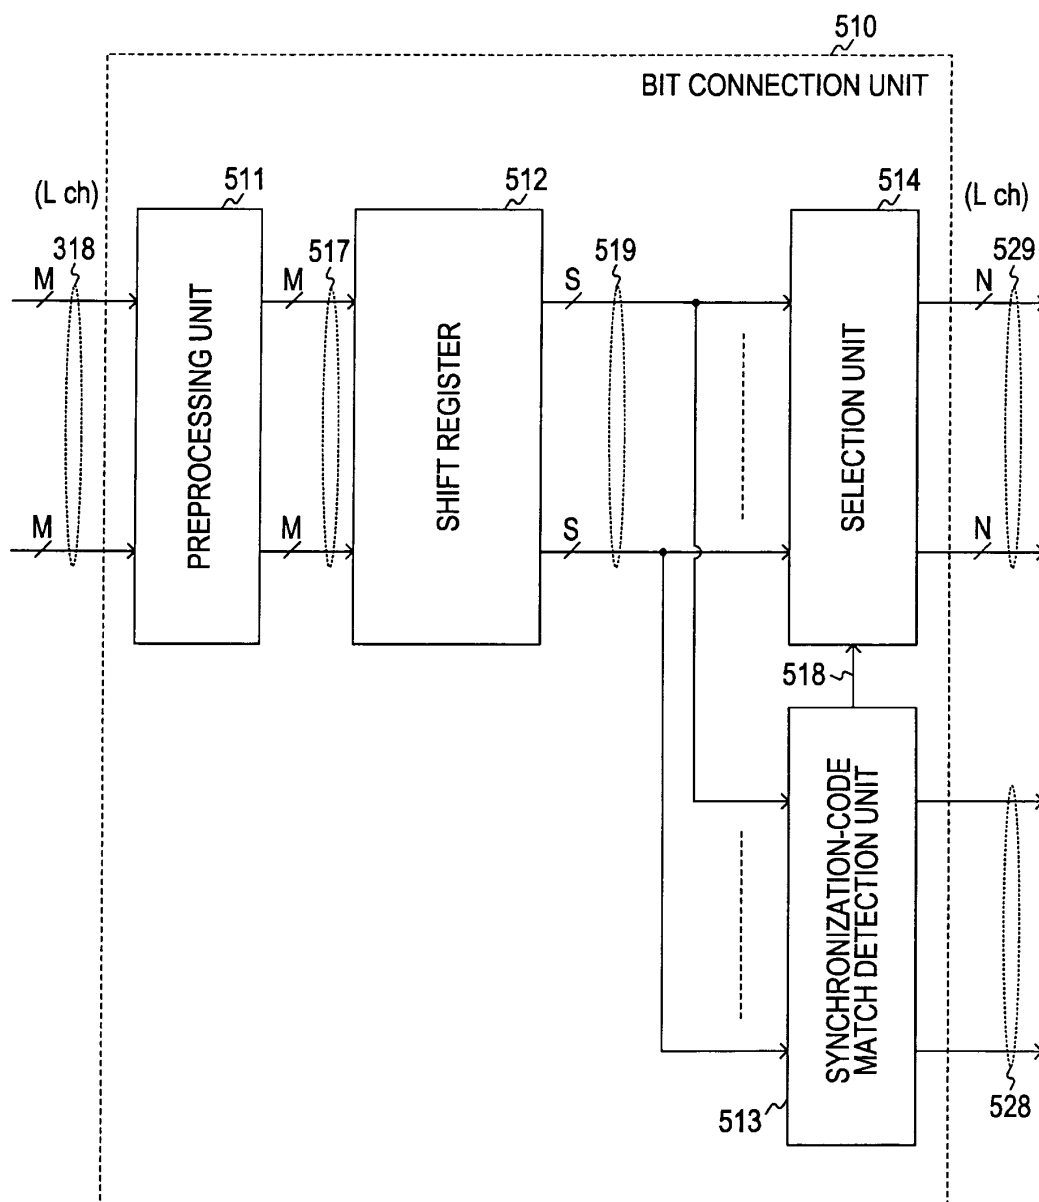 510
BIT CONNECTION UNIT
(L ch)
511
512
514
(L ch)
318
517
519
529
M
M
S
N
PREPROCESSING UNIT
SHIFT REGISTER
SELECTION UNIT
M
M
S
N
518
SYNCHRONIZATION-CODE
MATCH DETECTION UNIT
513
528